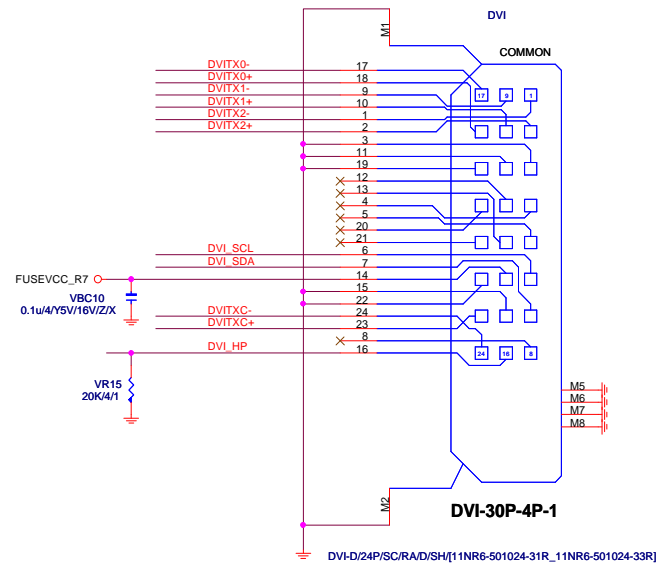 DVI
M1
COMMON
DVITX0- 17
DVITX0+ 18
DVITX1- 9
DVITX1+ 10
DVITX2- 1
DVITX2+ 2
17 9 1
3
11
19
12
13
4
5
20
21
DVI_SCL 6
DVI_SDA 7
FUSEVCC_R7 14
15
VBC10
0.1u/4/Y5V/16V/Z/X
22
DVITXC- 24
DVITXC+ 23
8
DVI_HP 16
24 16 8
VR15
20K/4/1
M5
M6
M7
M8
M2
DVI-30P-4P-1
DVI-D/24P/SC/RA/D/SH/[11NR6-501024-31R_11NR6-501024-33R]